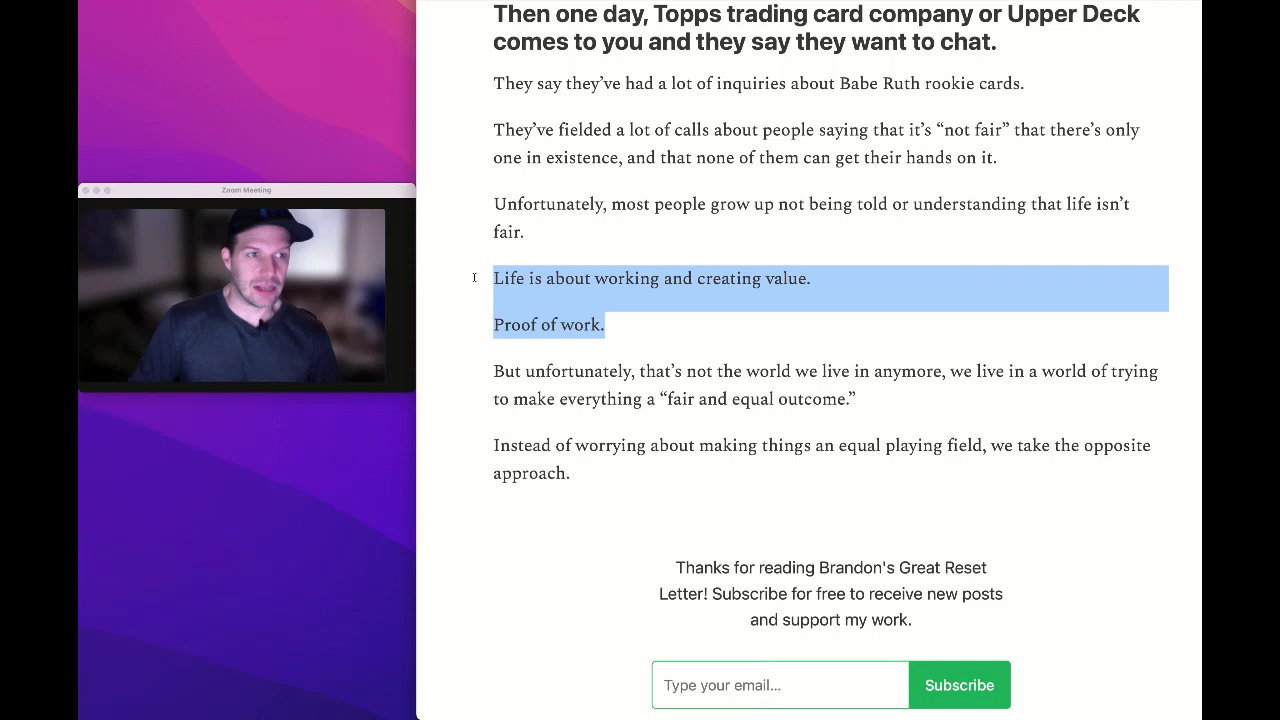 Then one day, Topps trading card company or Upper Deck
comes to you and they say they want to chat.
They say they’ve had a lot of inquiries about Babe Ruth rookie cards.
They’ve fielded a lot of calls about people saying that it’s “not fair” that there’s only
one in existence, and that none of them can get their hands on it.
Unfortunately, most people grow up not being told or understanding that life isn’t
fair.
Zoom Meeting
Life is about working and creating value.
Proof of work.
But unfortunately, that’s not the world we live in anymore, we live in a world of trying
to make everything a “fair and equal outcome.”
Instead of worrying about making things an equal playing field, we take the opposite
approach.
Thanks for reading Brandon's Great Reset
Letter! Subscribe for free to receive new posts
and support my work.
Type your email...
Subscribe